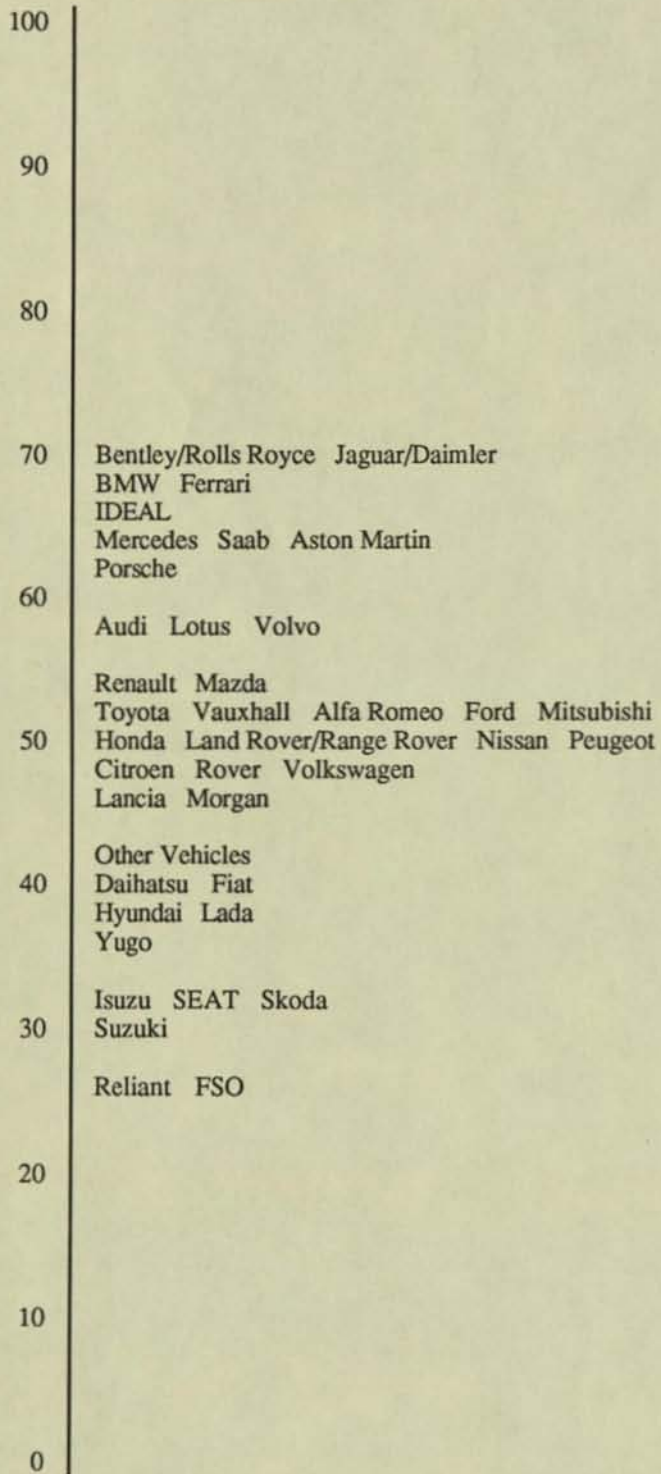 100
90
80
70 Bentley/Rolls Royce Jaguar/Daimler
BMW Ferrari
IDEAL
Mercedes Saab Aston Martin
Porsche
60
Audi Lotus Volvo
Renault Mazda
Toyota Vauxhall Alfa Romeo Ford Mitsubishi
50 Honda Land Rover/Range Rover Nissan Peugeot
Citroen Rover Volkswagen
Lancia Morgan
Other Vehicles
40 Daihatsu Fiat
Hyundai Lada
Yugo
Isuzu SEAT Skoda
30 Suzuki
Reliant FSO
20
10
0